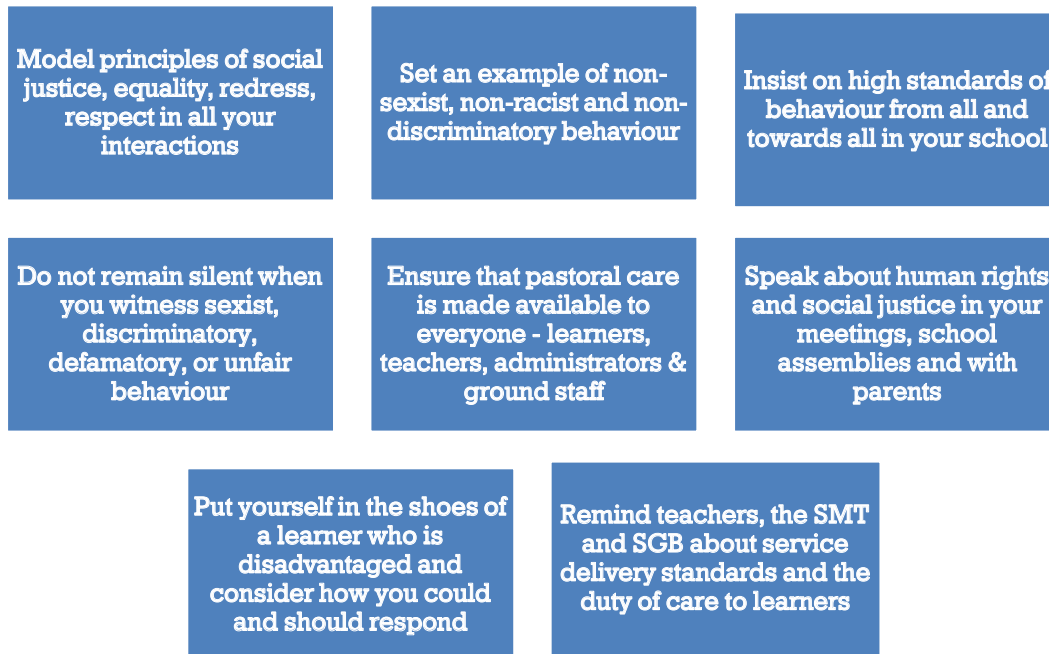 Model principles of social
justice, equality, redress,
respect in all your
interactions
Set an example of non-
sexist, non-racist and non-
discriminatory behaviour
Insist on high standards of
behaviour from all and
towards all in your school
Do not remain silent when
you witness sexist,
discriminatory,
defamatory, or unfair
behaviour
Ensure that pastoral care
is made available to
everyone - learners,
teachers, administrators &
ground staff
Speak about human rights
and social justice in your
meetings, school
assemblies and with
parents
Put yourself in the shoes of
a learner who is
disadvantaged and
consider how you could
and should respond
Remind teachers, the SMT
and SGB about service
delivery standards and the
duty of care to learners